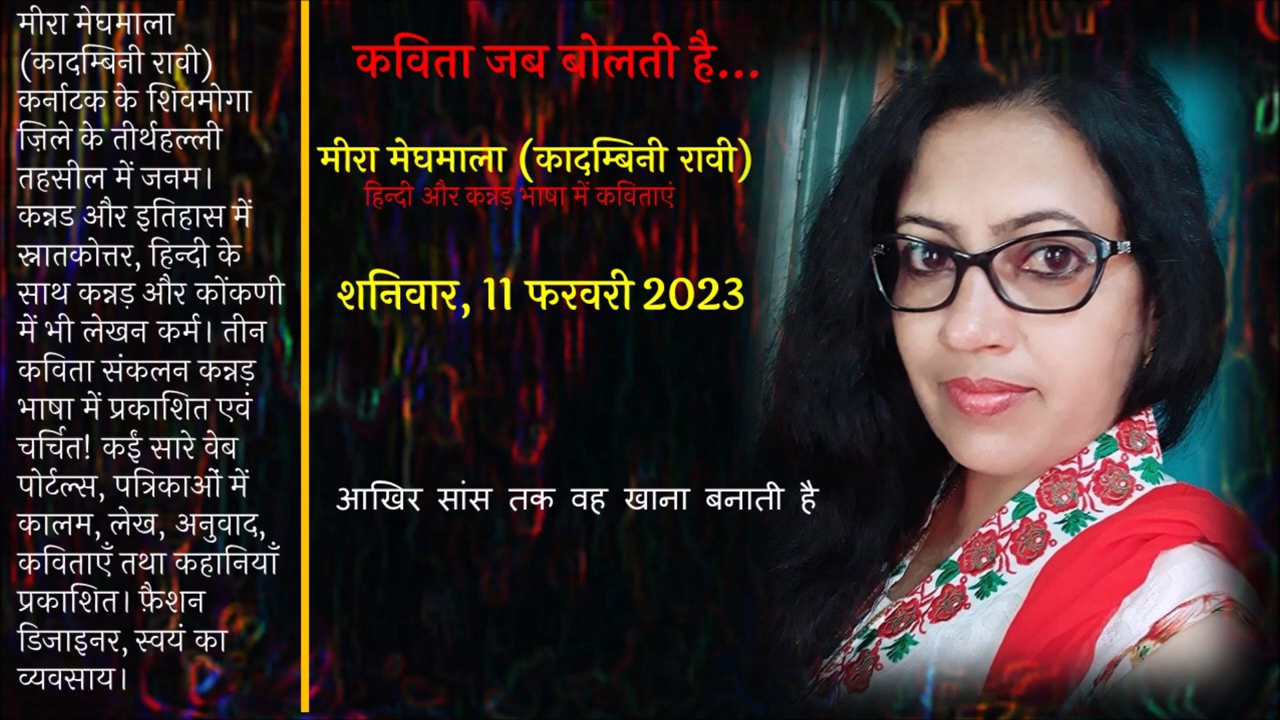 मीरा मेघमाला
(कादम्बिनी रावी)
कर्नाटक के शिवमोगा
ज़िले के तीर्थहल्ली
तहसील में जनम।
कन्नड और इतिहास में
स्नातकोत्तर, हिन्दी के
साथ कन्नड़ और कोंकणी
में भी लेखन कर्म। तीन
कविता संकलन कन्नड़
भाषा में प्रकाशित एवं
चर्चित! कईं सारे वेब
पोर्टल्स, पत्रिकाओं में
कालम, लेख, अनुवाद,
कविताएँ तथा कहानियाँ
प्रकाशित। फ़ैशन
डिजाइनर, स्वयं का
व्यवसाय।
कविता जब बोलती है...
मीरा मेघमाला (कादम्बिनी रावी)
हिन्दी और कन्नड़ भाषा में कविताएं
शनिवार, 11 फरवरी 2023
आखिर सांस तक वह खाना बनाती है